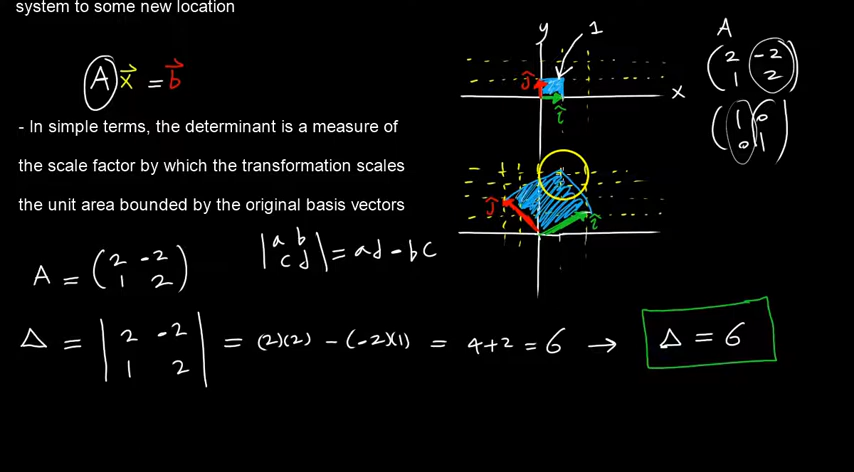 system to some new location
A x⃗ = b⃗
- In simple terms, the determinant is a measure of
the scale factor by which the transformation scales
the unit area bounded by the original basis vectors
A = (2 -2
1 2)
|a b
c d| = ad - bc
Δ = |2 -2
1 2| = (2)(2) - (-2)(1) = 4+2 = 6 → Δ = 6
y
1
ĵ
î
x
ĵ
î
A
(2 -2
1 2)
(1 0
0 1)